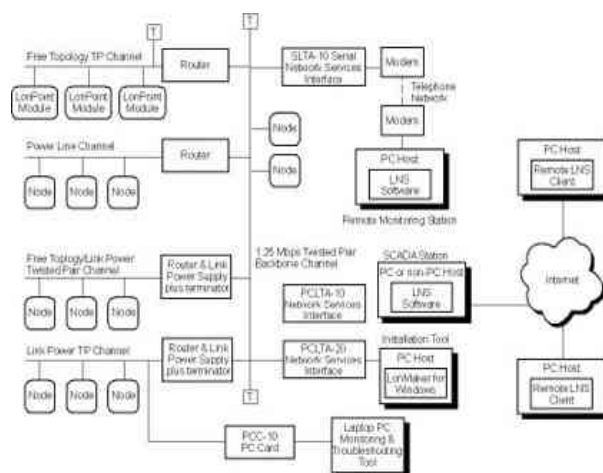 T
T
Free Topology TP Channel
Router
SLTA-10 Serial
Network Services
Interface
Modem
Telephone
Network
Modem
LonPoint
Module
LonPoint
Module
LonPoint
Module
Node
Node
Power Line Channel
Router
Node
Node
Node
PC Host
LNS
Software
Remote Monitoring Station
PC Host
Remote LNS
Client
Free Toplogy/Link Power
Twisted Pair Channel
Router & Link
Power Supply
plus terminator
1.25 Mbps Twisted Pair
Backbone Channel
SCADA Station
PC or non-PC Host
LNS
Software
Internet
PCLTA-10
Network Services
Interface
Node
Node
Node
Link Power TP Channel
Router & Link
Power Supply
plus terminator
PCLTA-20
Network Services
Interface
Installation Tool
PC Host
LonMaker for
Windows
PC Host
Remote LNS
Client
Node
Node
Node
T
PCC-10
PC Card
Laptop PC
Monitoring &
Troubleshooting
Tool